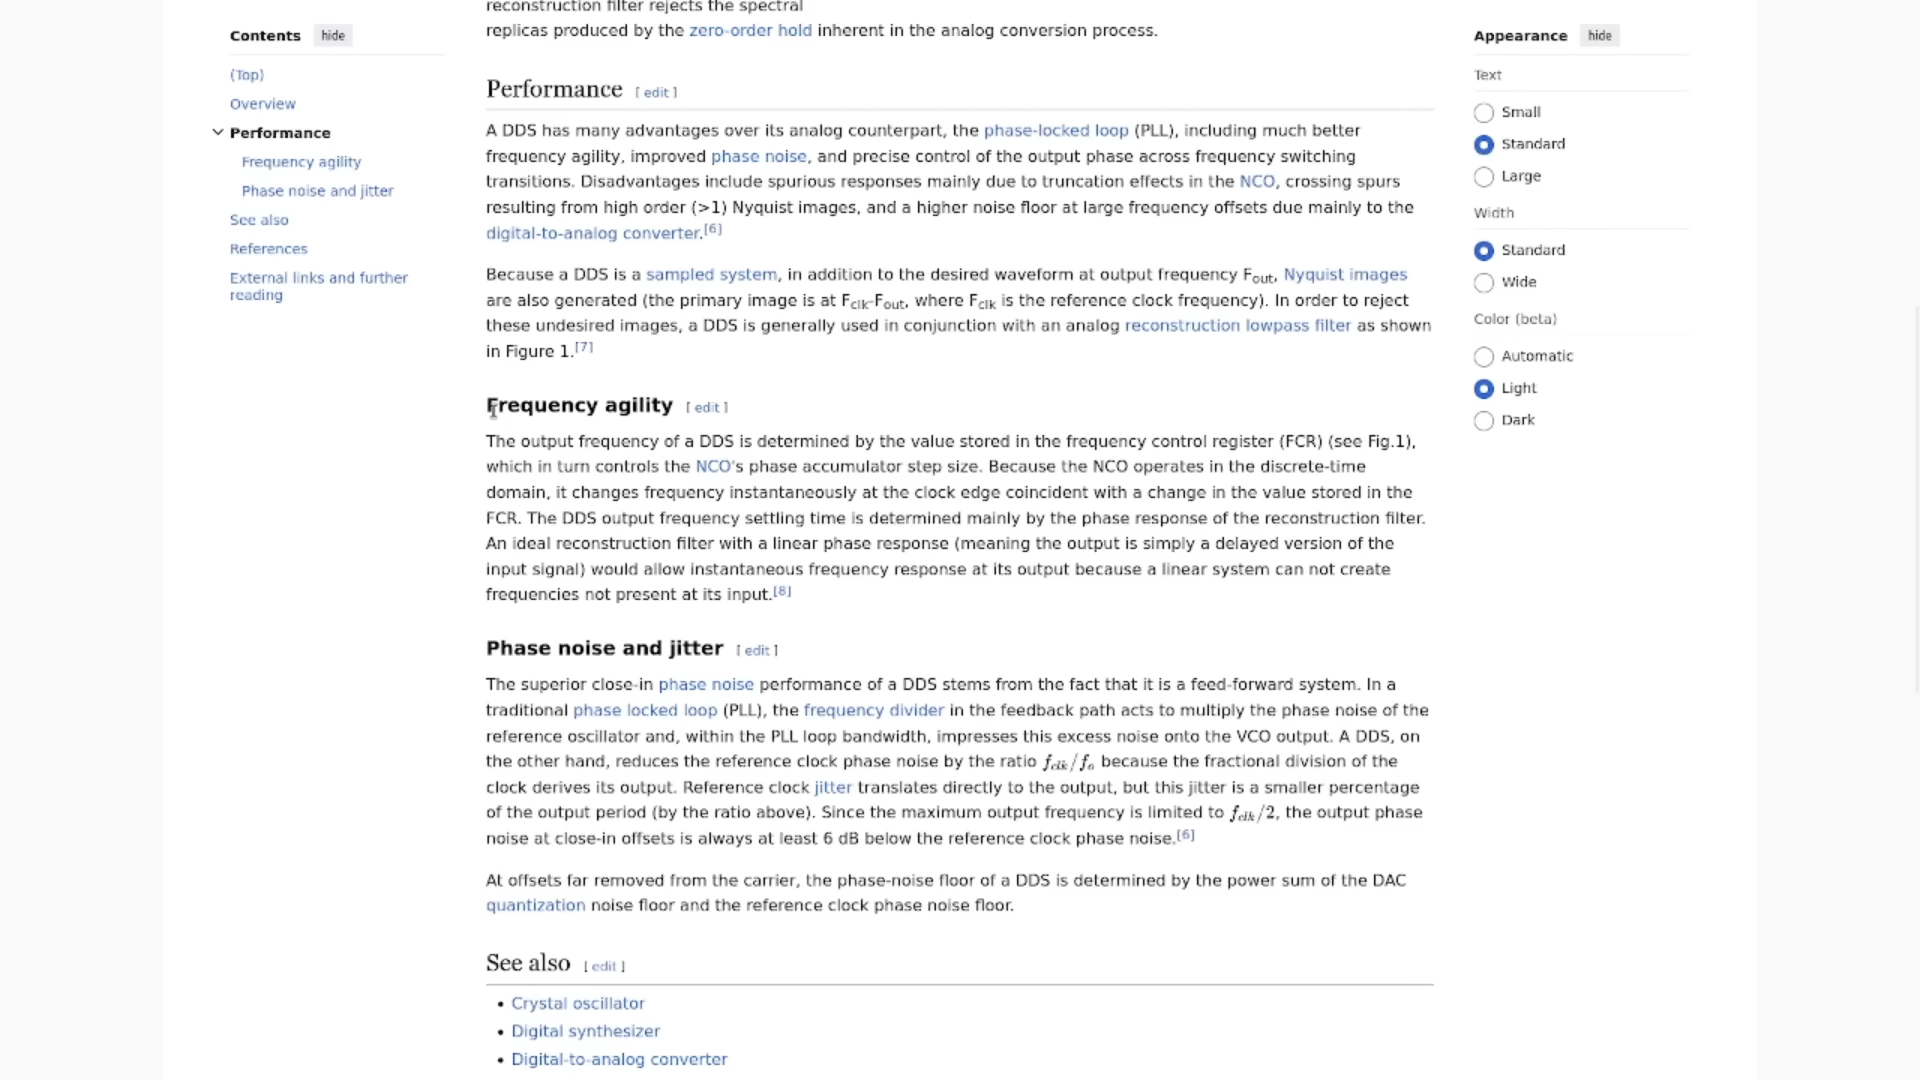 Contents hide
(Top)
Overview
Performance
Frequency agility
Phase noise and jitter
See also
References
External links and further
reading
reconstruction filter rejects the spectral
replicas produced by the zero-order hold inherent in the analog conversion process.
Performance [ edit ]
A DDS has many advantages over its analog counterpart, the phase-locked loop (PLL), including much better
frequency agility, improved phase noise, and precise control of the output phase across frequency switching
transitions. Disadvantages include spurious responses mainly due to truncation effects in the NCO, crossing spurs
resulting from high order (>1) Nyquist images, and a higher noise floor at large frequency offsets due mainly to the
digital-to-analog converter.[6]
Because a DDS is a sampled system, in addition to the desired waveform at output frequency Fout, Nyquist images
are also generated (the primary image is at Fclk-Fout, where Fclk is the reference clock frequency). In order to reject
these undesired images, a DDS is generally used in conjunction with an analog reconstruction lowpass filter as shown
in Figure 1.[7]
Frequency agility [ edit ]
The output frequency of a DDS is determined by the value stored in the frequency control register (FCR) (see Fig.1),
which in turn controls the NCO's phase accumulator step size. Because the NCO operates in the discrete-time
domain, it changes frequency instantaneously at the clock edge coincident with a change in the value stored in the
FCR. The DDS output frequency settling time is determined mainly by the phase response of the reconstruction filter.
An ideal reconstruction filter with a linear phase response (meaning the output is simply a delayed version of the
input signal) would allow instantaneous frequency response at its output because a linear system can not create
frequencies not present at its input.[8]
Phase noise and jitter [ edit ]
The superior close-in phase noise performance of a DDS stems from the fact that it is a feed-forward system. In a
traditional phase locked loop (PLL), the frequency divider in the feedback path acts to multiply the phase noise of the
reference oscillator and, within the PLL loop bandwidth, impresses this excess noise onto the VCO output. A DDS, on
the other hand, reduces the reference clock phase noise by the ratio fclk/fo because the fractional division of the
clock derives its output. Reference clock jitter translates directly to the output, but this jitter is a smaller percentage
of the output period (by the ratio above). Since the maximum output frequency is limited to fclk/2, the output phase
noise at close-in offsets is always at least 6 dB below the reference clock phase noise.[6]
At offsets far removed from the carrier, the phase-noise floor of a DDS is determined by the power sum of the DAC
quantization noise floor and the reference clock phase noise floor.
See also [ edit ]
• Crystal oscillator
• Digital synthesizer
• Digital-to-analog converter
Appearance hide
Text
Small
Standard
Large
Width
Standard
Wide
Color (beta)
Automatic
Light
Dark